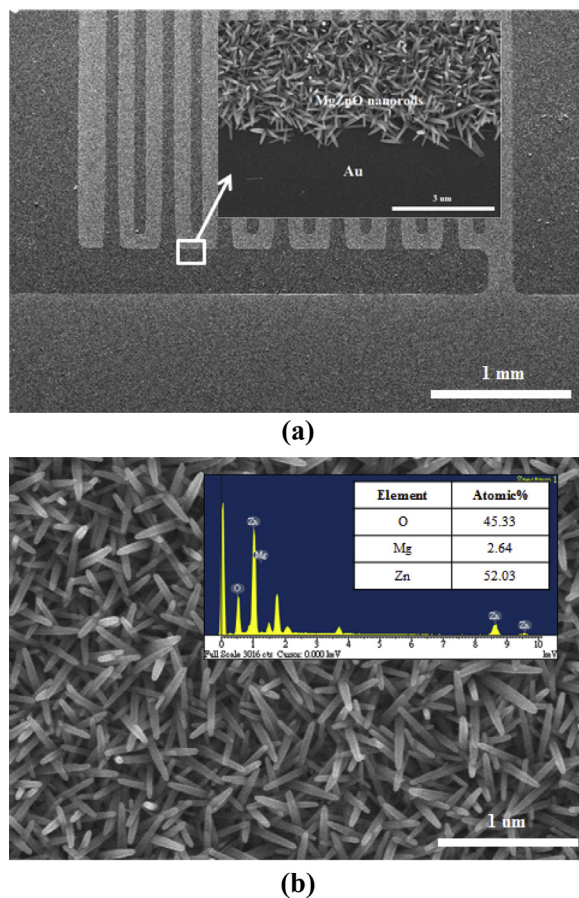 MgZnO nanorods
Au
3 um
1 mm
(a)
Spectrum 1
Element Atomic%
O 45.33
Mg 2.64
Zn 52.03
Zn
Mg
O
Zn
Zn
0 1 2 3 4 5 6 7 8 9 10
Full Scale 3016 cts Cursor: 0.000 keV
keV
1 um
(b)